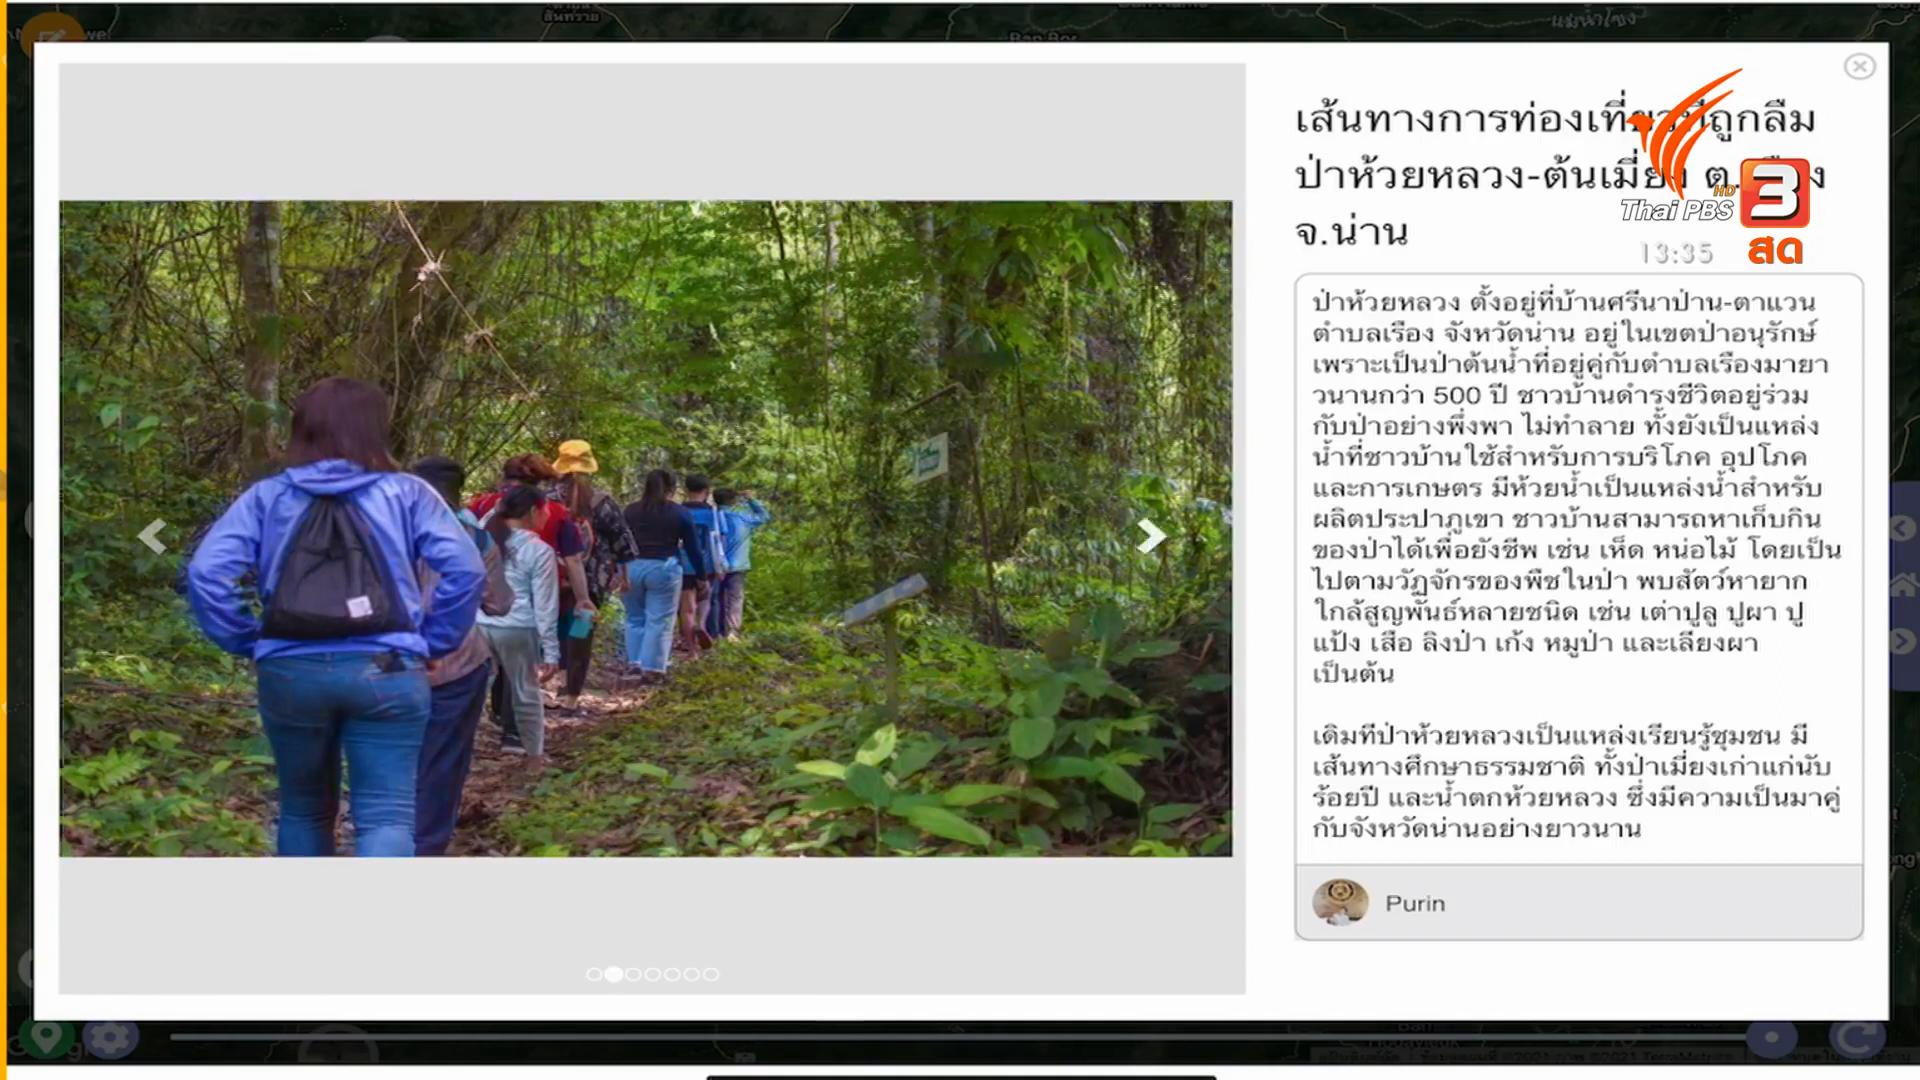 สันทราย
แม่น้ำโขง
เส้นทางการท่องเที่ยวที่ถูกลืม
ป่าห้วยหลวง-ต้นเมี่ยง ต.เรือง
จ.น่าน
Thai PBS HD 3
13:35 สด
ป่าห้วยหลวง ตั้งอยู่ที่บ้านศรีนาป่าน-ตาแวน
ตำบลเรือง จังหวัดน่าน อยู่ในเขตป่าอนุรักษ์
เพราะเป็นป่าต้นน้ำที่อยู่คู่กับตำบลเรืองมายา
วนานกว่า 500 ปี ชาวบ้านดำรงชีวิตอยู่ร่วม
กับป่าอย่างพึ่งพา ไม่ทำลาย ทั้งยังเป็นแหล่ง
น้ำที่ชาวบ้านใช้สำหรับการบริโภค อุปโภค
และการเกษตร มีห้วยน้ำเป็นแหล่งน้ำสำหรับ
ผลิตประปาภูเขา ชาวบ้านสามารถหาเก็บกิน
ของป่าได้เพื่อยังชีพ เช่น เห็ด หน่อไม้ โดยเป็น
ไปตามวัฏจักรของพืชในป่า พบสัตว์หายาก
ใกล้สูญพันธ์หลายชนิด เช่น เต่าปูลู ปูผา ปู
แป้ง เสือ ลิงป่า เก้ง หมูป่า และเลียงผา
เป็นต้น
เดิมทีป่าห้วยหลวงเป็นแหล่งเรียนรู้ชุมชน มี
เส้นทางศึกษาธรรมชาติ ทั้งป่าเมี่ยงเก่าแก่นับ
ร้อยปี และน้ำตกห้วยหลวง ซึ่งมีความเป็นมาคู่
กับจังหวัดน่านอย่างยาวนาน
Purin